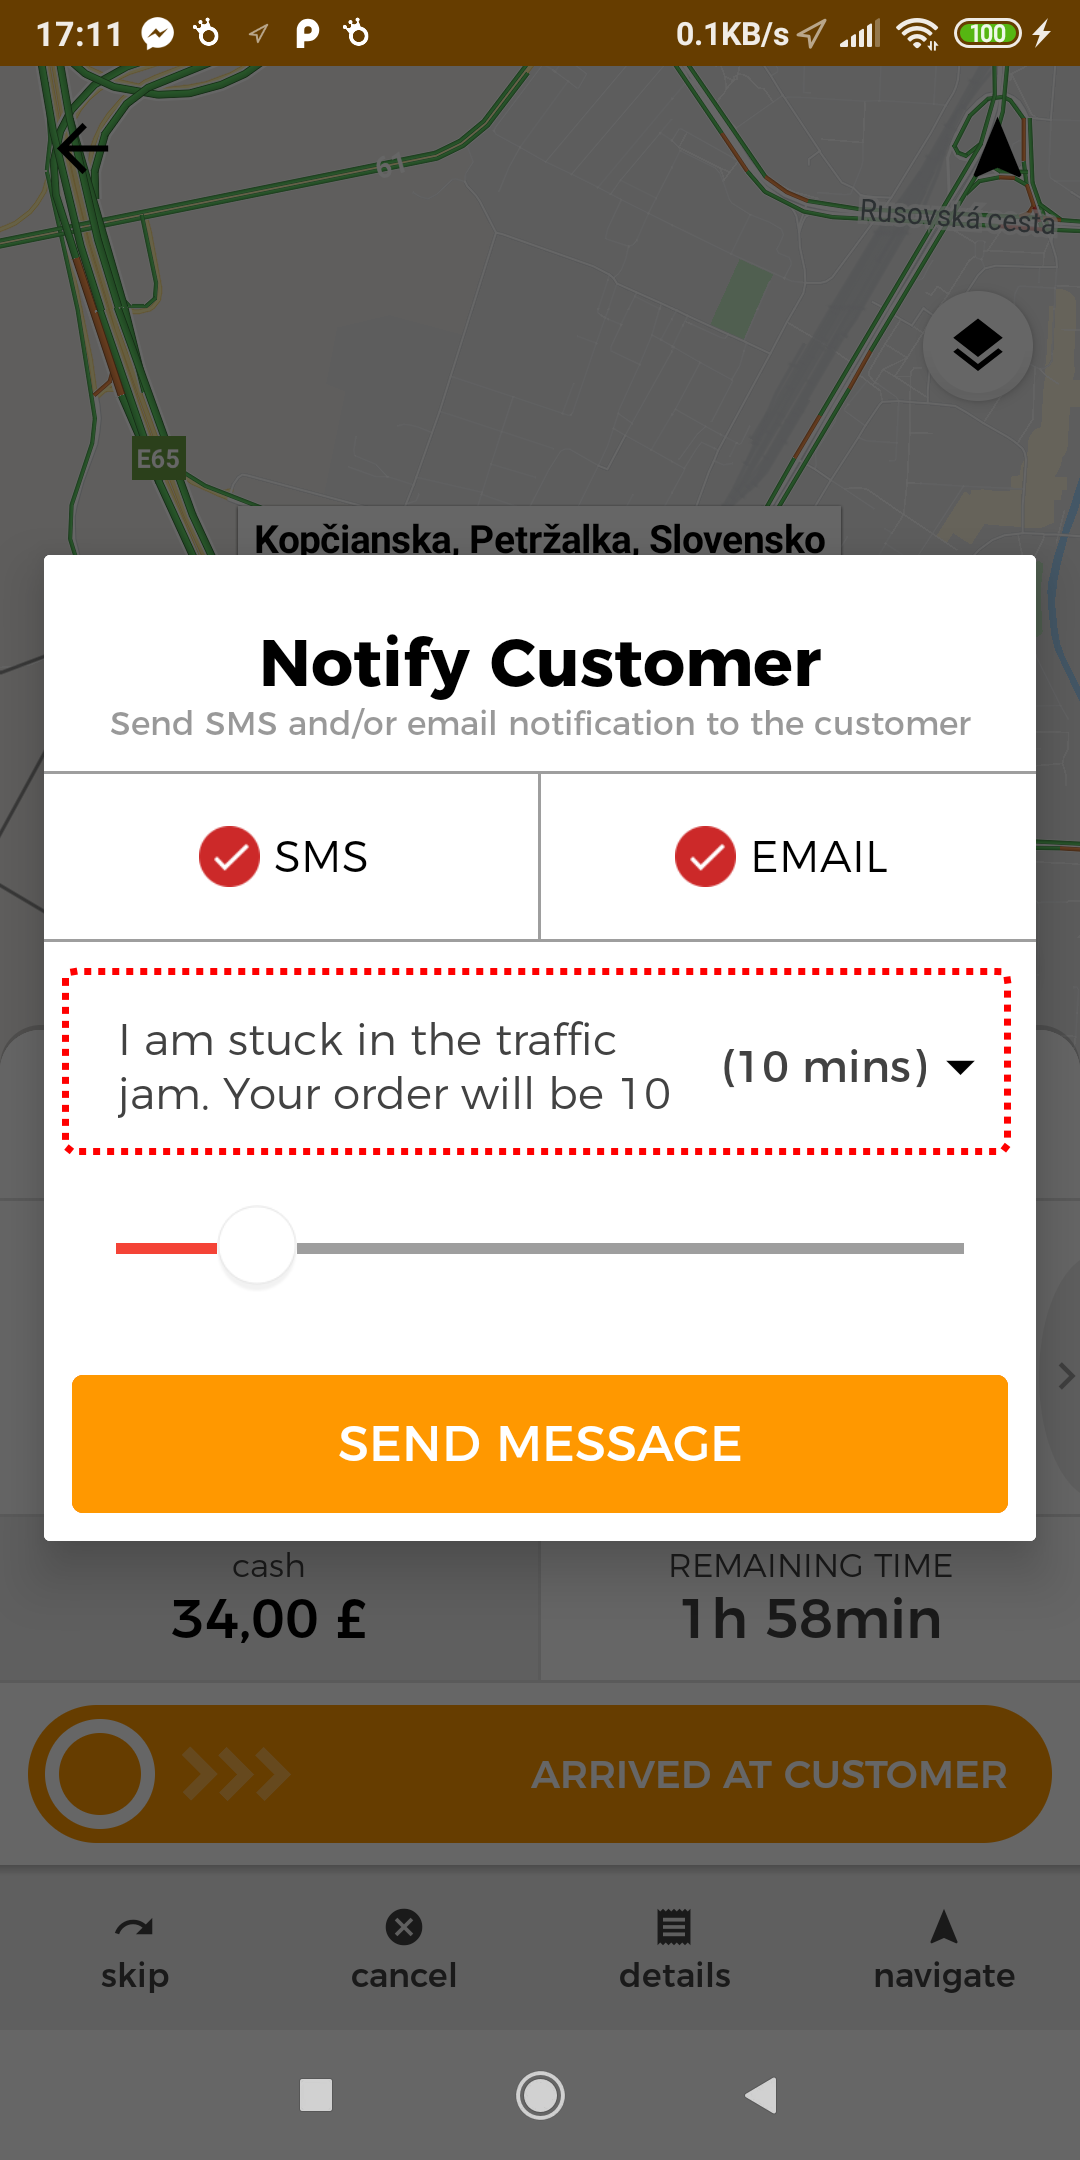 17:11
0.1KB/s
100
61
Rusovská cesta
E65
Kopčianska, Petržalka, Slovensko
Notify Customer
Send SMS and/or email notification to the customer
SMS
EMAIL
I am stuck in the traffic
jam. Your order will be 10
(10 mins)
SEND MESSAGE
cash
34,00 £
REMAINING TIME
1h 58min
ARRIVED AT CUSTOMER
skip
cancel
details
navigate